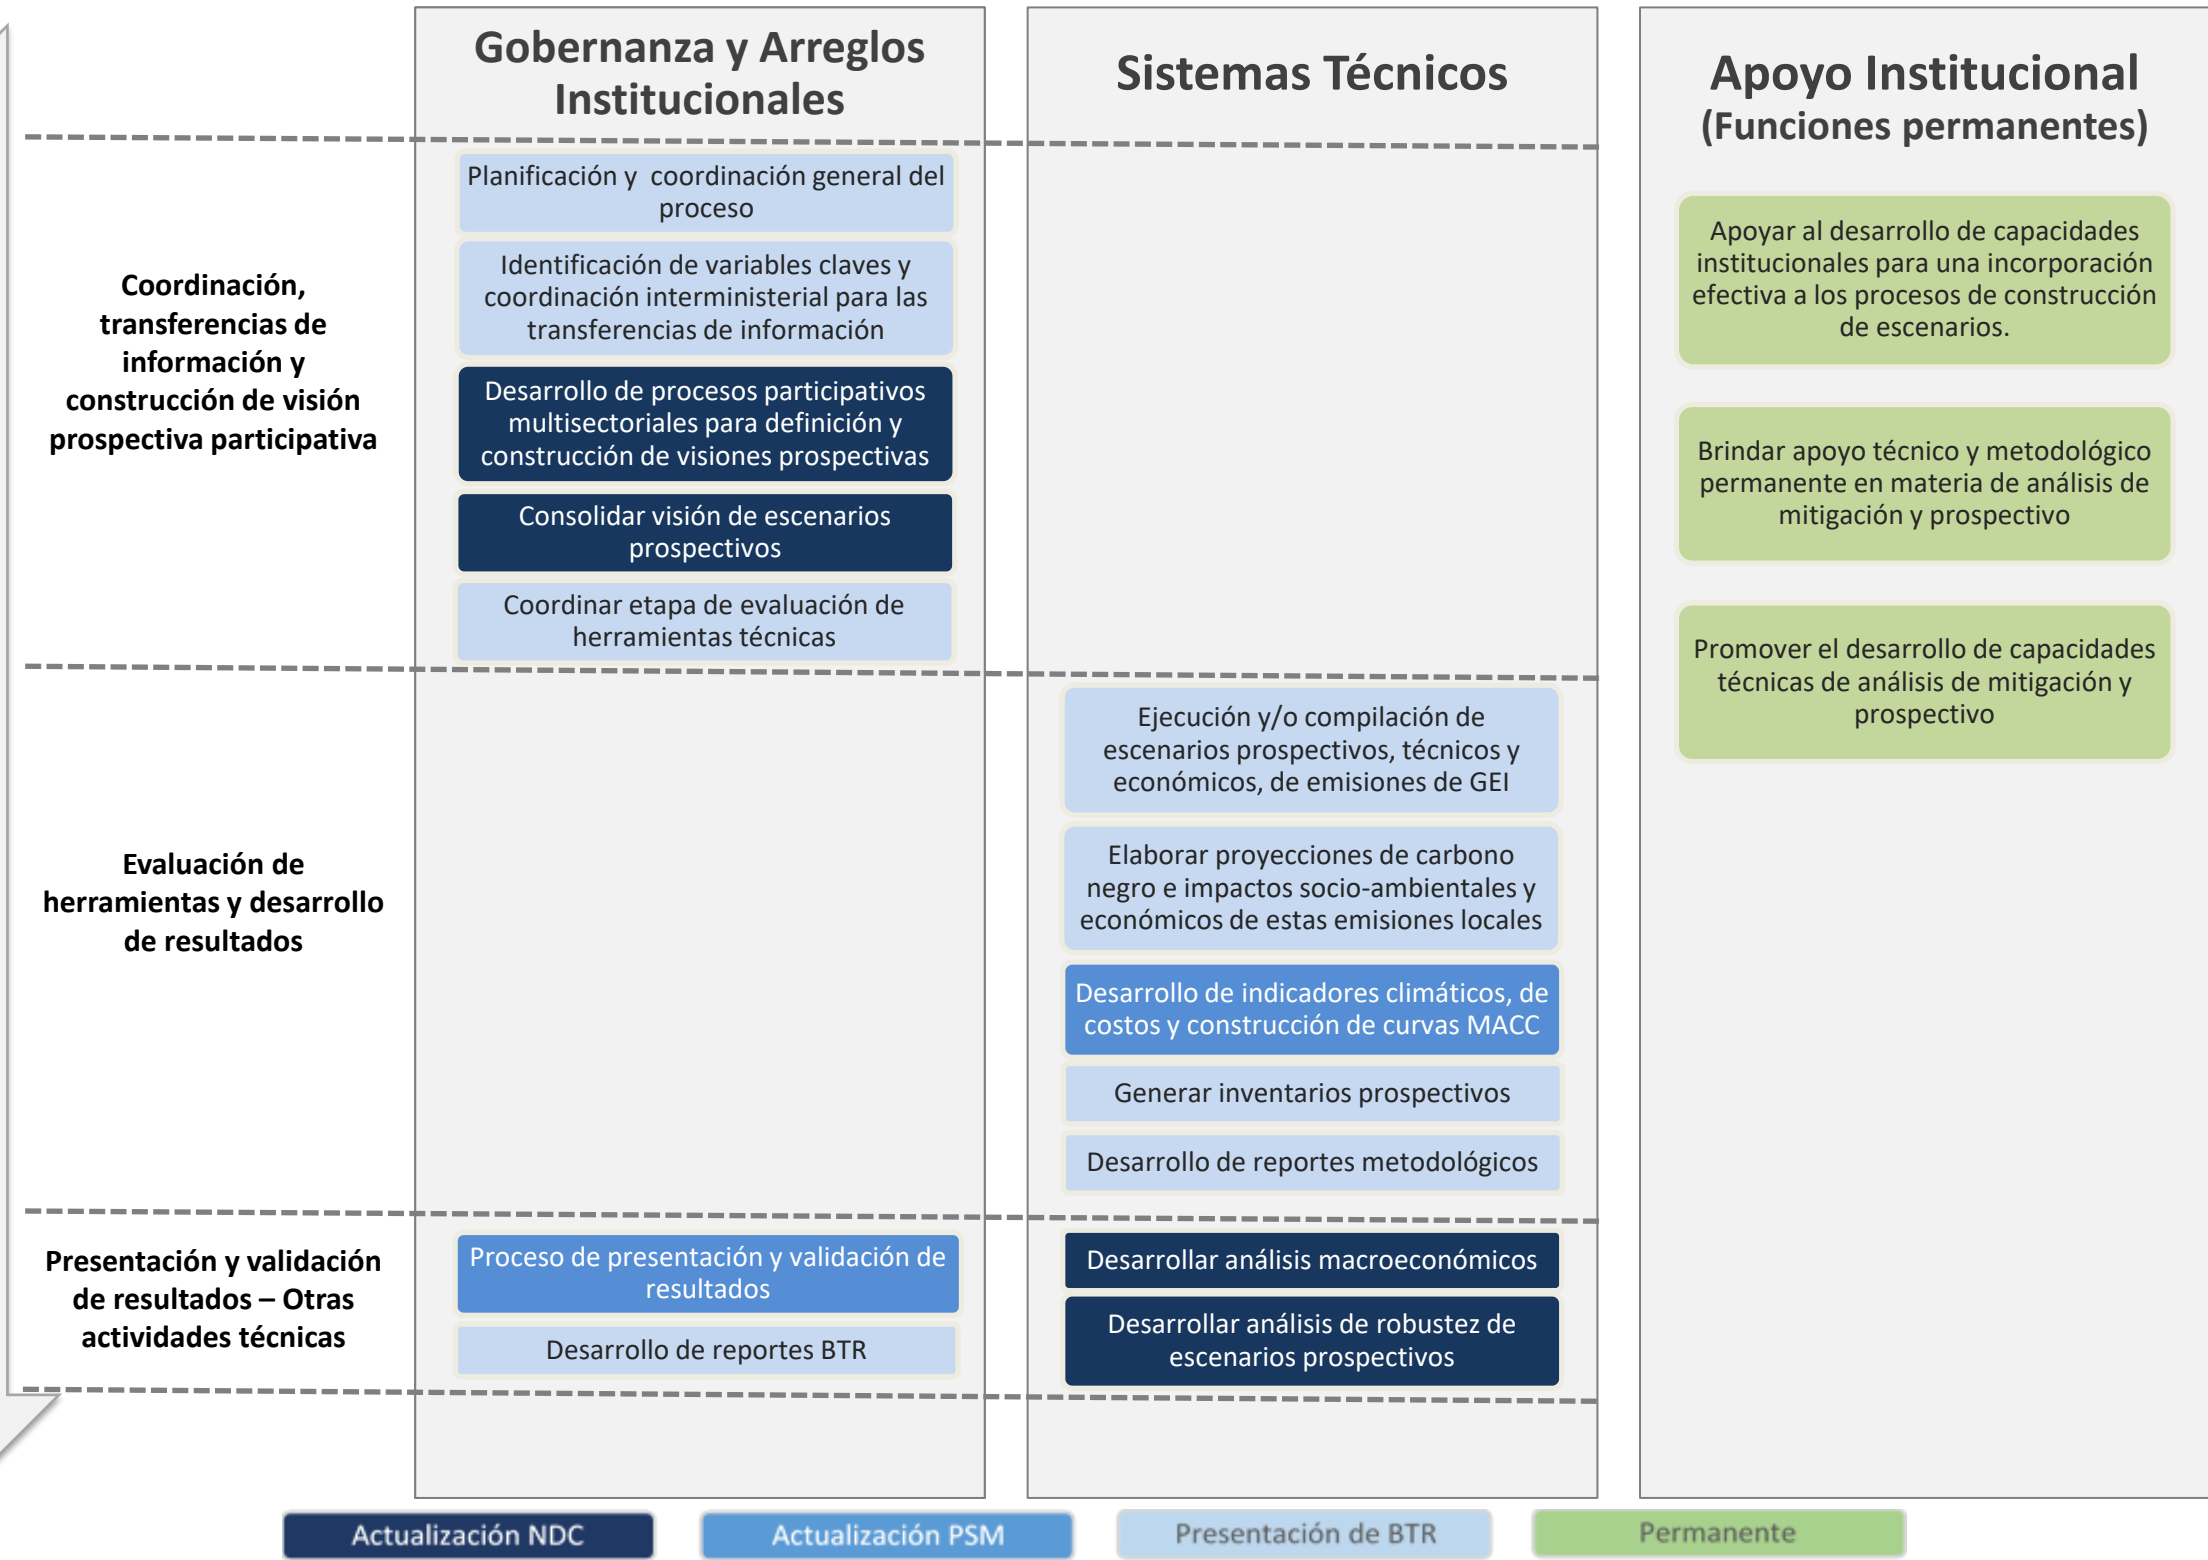 Gobernanza y Arreglos
Institucionales
Sistemas Técnicos
Apoyo Institucional
(Funciones permanentes)
Coordinación,
transferencias de
información y
construcción de visión
prospectiva participativa
Planificación y coordinación general del
proceso
Identificación de variables claves y
coordinación interministerial para las
transferencias de información
Desarrollo de procesos participativos
multisectoriales para definición y
construcción de visiones prospectivas
Consolidar visión de escenarios
prospectivos
Coordinar etapa de evaluación de
herramientas técnicas
Apoyar al desarrollo de capacidades
institucionales para una incorporación
efectiva a los procesos de construcción
de escenarios.
Brindar apoyo técnico y metodológico
permanente en materia de análisis de
mitigación y prospectivo
Promover el desarrollo de capacidades
técnicas de análisis de mitigación y
prospectivo
Evaluación de
herramientas y desarrollo
de resultados
Ejecución y/o compilación de
escenarios prospectivos, técnicos y
económicos, de emisiones de GEI
Elaborar proyecciones de carbono
negro e impactos socio-ambientales y
económicos de estas emisiones locales
Desarrollo de indicadores climáticos, de
costos y construcción de curvas MACC
Generar inventarios prospectivos
Desarrollo de reportes metodológicos
Presentación y validación
de resultados – Otras
actividades técnicas
Proceso de presentación y validación de
resultados
Desarrollo de reportes BTR
Desarrollar análisis macroeconómicos
Desarrollar análisis de robustez de
escenarios prospectivos
Actualización NDC
Actualización PSM
Presentación de BTR
Permanente